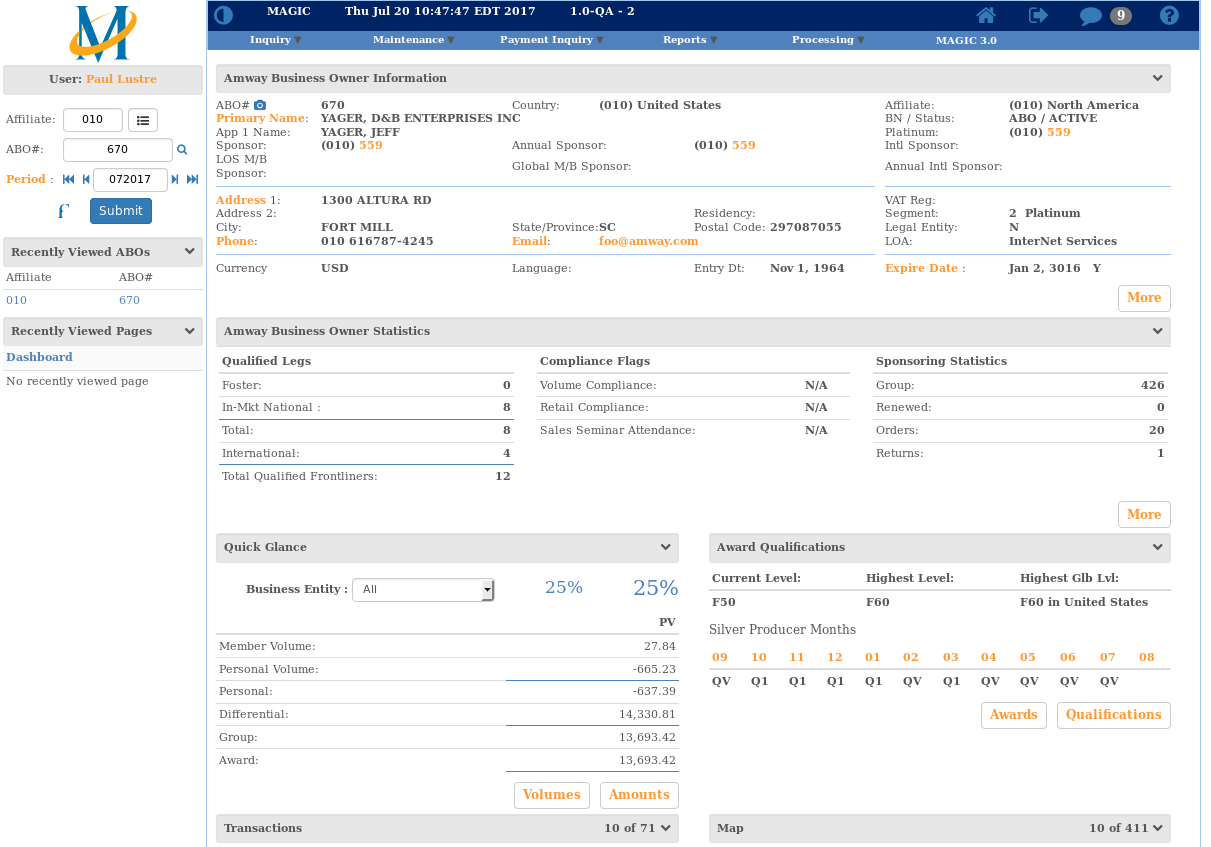 MAGIC Thu Jul 20 10:47:47 EDT 2017 1.0-QA - 2 9 ?
Inquiry ▼ Maintenance ▼ Payment Inquiry ▼ Reports ▼ Processing ▼ MAGIC 3.0
User: Paul Lustre
Affiliate: 010
ABO#: 670
Period : 072017
f Submit
Recently Viewed ABOs
Affiliate ABO#
010 670
Recently Viewed Pages
Dashboard
No recently viewed page
Amway Business Owner Information
ABO# 670 Country: (010) United States Affiliate: (010) North America
Primary Name: YAGER, D&B ENTERPRISES INC BN / Status: ABO / ACTIVE
App 1 Name: YAGER, JEFF Platinum: (010) 559
Sponsor: (010) 559 Annual Sponsor: (010) 559 Intl Sponsor:
LOS M/B
Sponsor: Global M/B Sponsor: Annual Intl Sponsor:
Address 1: 1300 ALTURA RD VAT Reg:
Address 2: Residency: Segment: 2 Platinum
City: FORT MILL State/Province: SC Postal Code: 297087055 Legal Entity: N
Phone: 010 616787-4245 Email: foo@amway.com LOA: InterNet Services
Currency USD Language: Entry Dt: Nov 1, 1964 Expire Date : Jan 2, 3016 Y
More
Amway Business Owner Statistics
Qualified Legs Compliance Flags Sponsoring Statistics
Foster: 0 Volume Compliance: N/A Group: 426
In-Mkt National : 8 Retail Compliance: N/A Renewed: 0
Total: 8 Sales Seminar Attendance: N/A Orders: 20
International: 4 Returns: 1
Total Qualified Frontliners: 12
More
Quick Glance
Business Entity : All 25% 25%
PV
Member Volume: 27.84
Personal Volume: -665.23
Personal: -637.39
Differential: 14,330.81
Group: 13,693.42
Award: 13,693.42
Volumes Amounts
Award Qualifications
Current Level: Highest Level: Highest Glb Lvl:
F50 F60 F60 in United States
Silver Producer Months
09 10 11 12 01 02 03 04 05 06 07 08
QV Q1 Q1 Q1 Q1 QV Q1 QV QV QV QV
Awards Qualifications
Transactions 10 of 71
Map 10 of 411